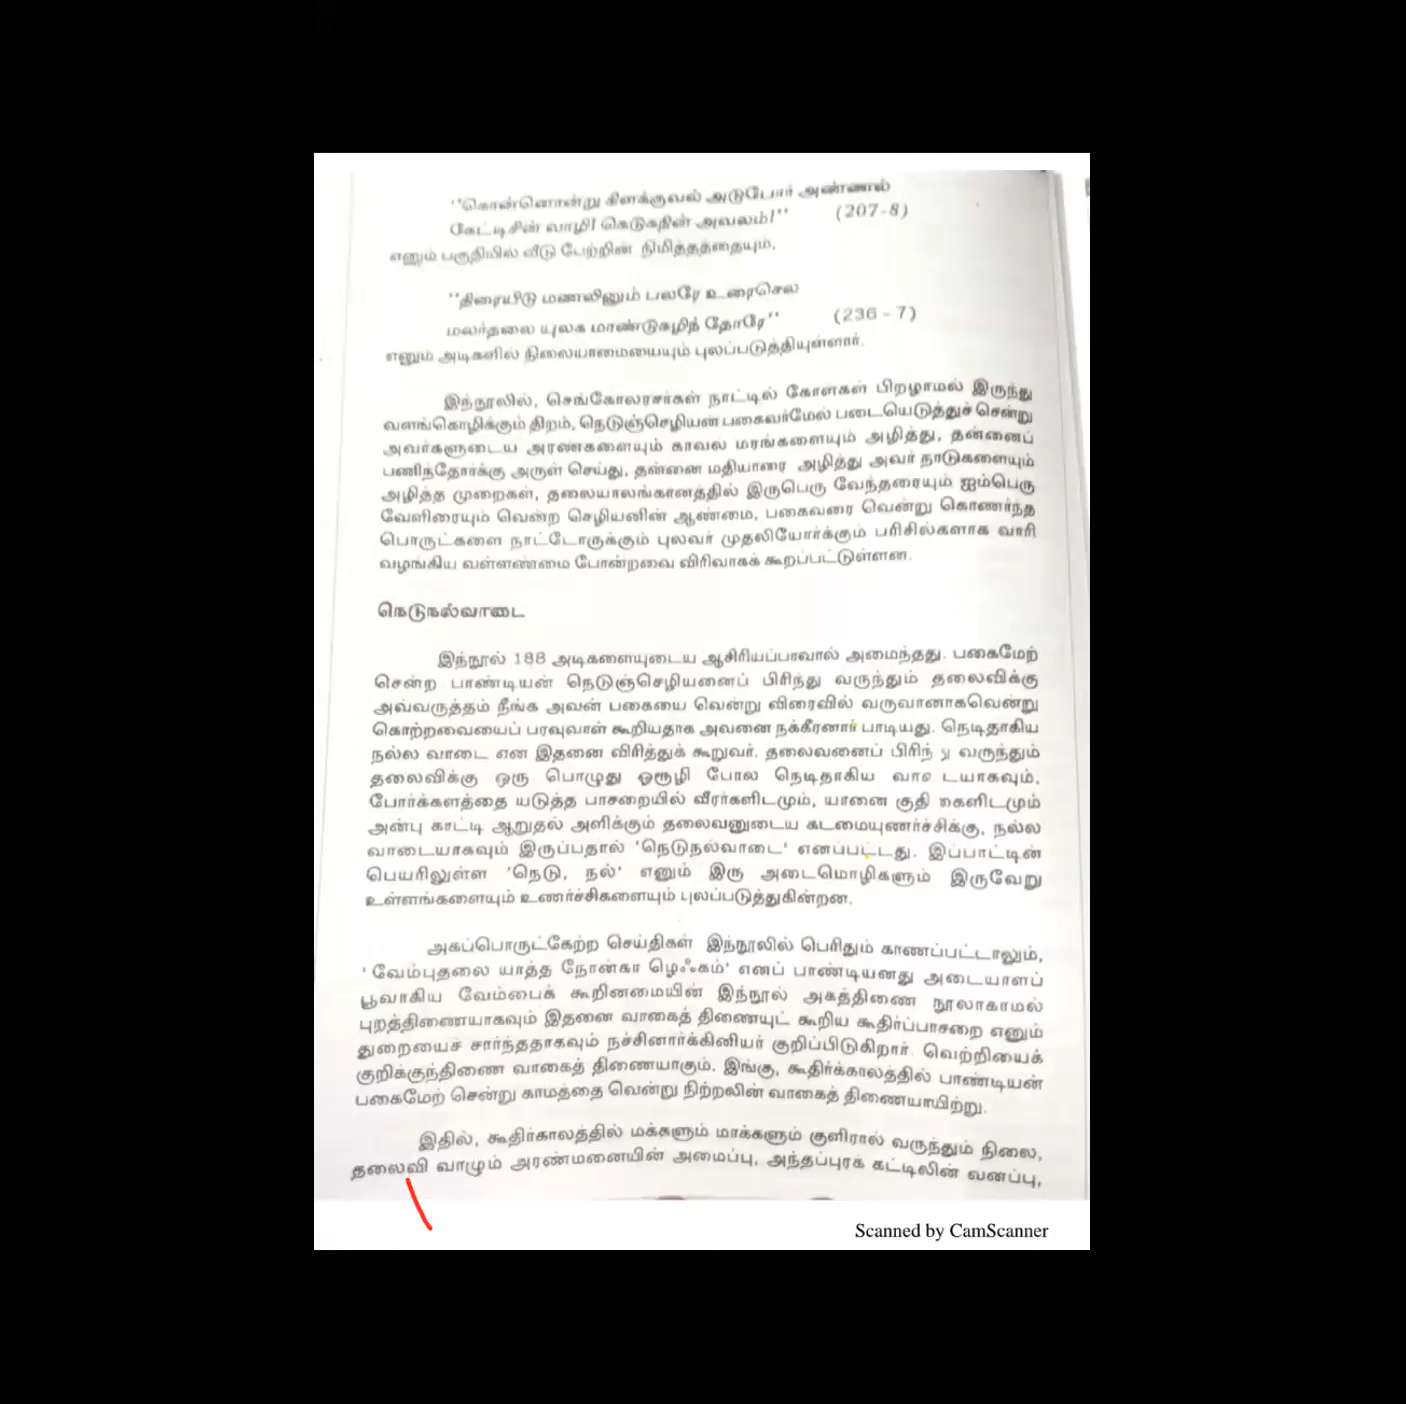 "கொன்னொன்று கிளக்குவல் அடுபோர் அண்ணல்
கேட்டிசின் வாழி! கெடுகநின் அவலம்!" (207-8)
எனும் பகுதியில் வீடு பேற்றின் நிமித்தத்தையும்,
"திரையிடு மணலினும் பலரே உரைசெல
மலர்தலை யுலக மாண்டுகழிந் தோரே" (236 - 7)
எனும் அடிகளில் நிலையாமையையும் புலப்படுத்தியுள்ளார்.
இந்நூலில், செங்கோலரசர்கள் நாட்டில் கோள்கள் பிறழாமல் இருந்து
வளங்கொழிக்கும் திறம், நெடுஞ்செழியன் பகைவர்மேல் படையெடுத்துச் சென்று
அவர்களுடைய அரண்களையும் காவல் மரங்களையும் அழித்து, தன்னைப்
பணிந்தோர்க்கு அருள் செய்து, தன்னை மதியாரை அழித்து அவர் நாடுகளையும்
அழித்த முறைகள், தலையாலங்கானத்தில் இருபெரு வேந்தரையும் ஐம்பெரு
வேளிரையும் வென்ற செழியனின் ஆண்மை, பகைவரை வென்று கொணர்ந்த
பொருட்களை நாட்டோருக்கும் புலவர் முதலியோர்க்கும் பரிசில்களாக வாரி
வழங்கிய வள்ளண்மை போன்றவை விரிவாகக் கூறப்பட்டுள்ளன.
நெடுநல்வாடை
இந்நூல் 188 அடிகளையுடைய ஆசிரியப்பாவால் அமைந்தது. பகைமேற்
சென்ற பாண்டியன் நெடுஞ்செழியனைப் பிரிந்து வருந்தும் தலைவிக்கு
அவ்வருத்தம் நீங்க அவன் பகையை வென்று விரைவில் வருவானாகவென்று
கொற்றவையைப் பரவுவாள் கூறியதாக அவனை நக்கீரனார் பாடியது. நெடிதாகிய
நல்ல வாடை என இதனை விரித்துக் கூறுவர். தலைவனைப் பிரிந் து வருந்தும்
தலைவிக்கு ஒரு பொழுது ஓரூழி போல நெடிதாகிய வாடையாகவும்,
போர்க்களத்தை யடுத்த பாசறையில் வீரர்களிடமும், யானை குதிரைகளிடமும்
அன்பு காட்டி ஆறுதல் அளிக்கும் தலைவனுடைய கடமையுணர்ச்சிக்கு, நல்ல
வாடையாகவும் இருப்பதால் 'நெடுநல்வாடை' எனப்பட்டது. இப்பாட்டின்
பெயரிலுள்ள 'நெடு, நல்' எனும் இரு அடைமொழிகளும் இருவேறு
உள்ளங்களையும் உணர்ச்சிகளையும் புலப்படுத்துகின்றன.
அகப்பொருட்கேற்ற செய்திகள் இந்நூலில் பெரிதும் காணப்பட்டாலும்,
'வேம்புதலை யாத்த நோன்கா ழெஃகம்' எனப் பாண்டியனது அடையாளப்
பூவாகிய வேம்பைக் கூறினமையின் இந்நூல் அகத்திணை நூலாகாமல்
புறத்திணையாகவும் இதனை வாகைத் திணையுட் கூறிய கூதிர்ப்பாசறை எனும்
துறையைச் சார்ந்ததாகவும் நச்சினார்க்கினியர் குறிப்பிடுகிறார். வெற்றியைக்
குறிக்குந்திணை வாகைத் திணையாகும். இங்கு, கூதிர்க்காலத்தில் பாண்டியன்
பகைமேற் சென்று காமத்தை வென்று நிற்றலின் வாகைத் திணையாயிற்று.
இதில், கூதிர்காலத்தில் மக்களும் மாக்களும் குளிரால் வருந்தும் நிலை,
தலைவி வாழும் அரண்மனையின் அமைப்பு, அந்தப்புரக் கட்டிலின் வனப்பு,
Scanned by CamScanner